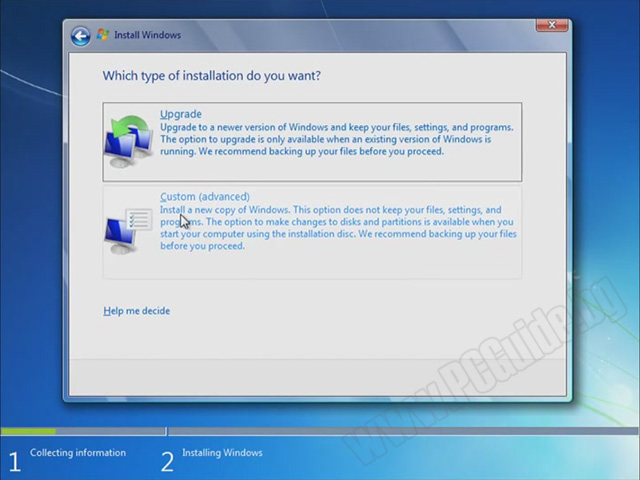 Install Windows
Which type of installation do you want?
Upgrade
Upgrade to a newer version of Windows and keep your files, settings, and programs.
The option to upgrade is only available when an existing version of Windows is
running. We recommend backing up your files before you proceed.
Custom (advanced)
Install a new copy of Windows. This option does not keep your files, settings, and
programs. The option to make changes to disks and partitions is available when you
start your computer using the installation disc. We recommend backing up your files
before you proceed.
Help me decide
www.PCGuide.bg
1 Collecting information
2 Installing Windows